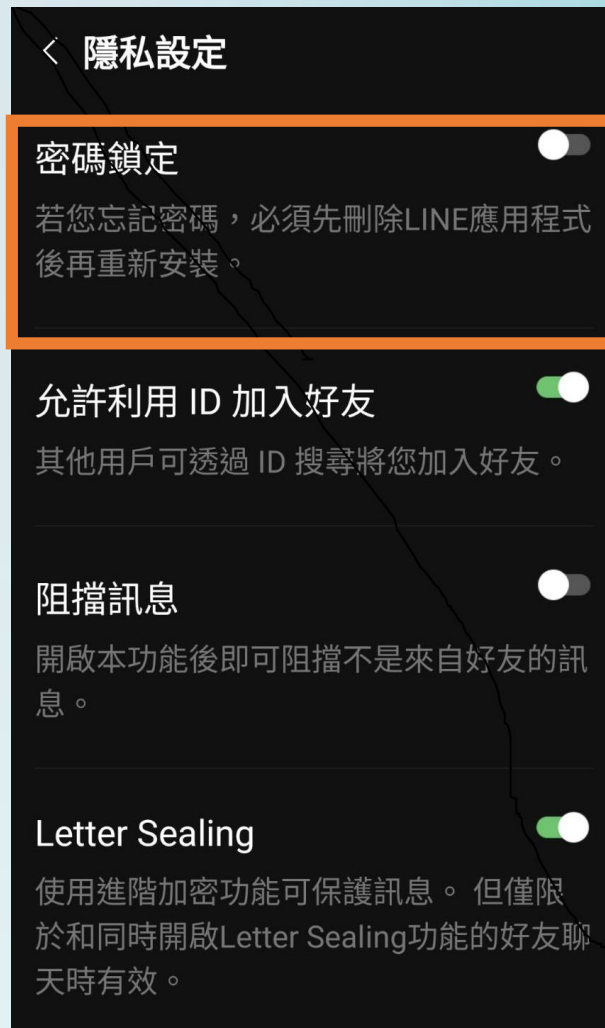 隱私設定
密碼鎖定
若您忘記密碼，必須先刪除LINE應用程式
後再重新安裝。
允許利用 ID 加入好友
其他用戶可透過 ID 搜尋將您加入好友。
阻擋訊息
開啟本功能後即可阻擋不是來自好友的訊
息。
Letter Sealing
使用進階加密功能可保護訊息。 但僅限
於和同時開啟Letter Sealing功能的好友聊
天時有效。